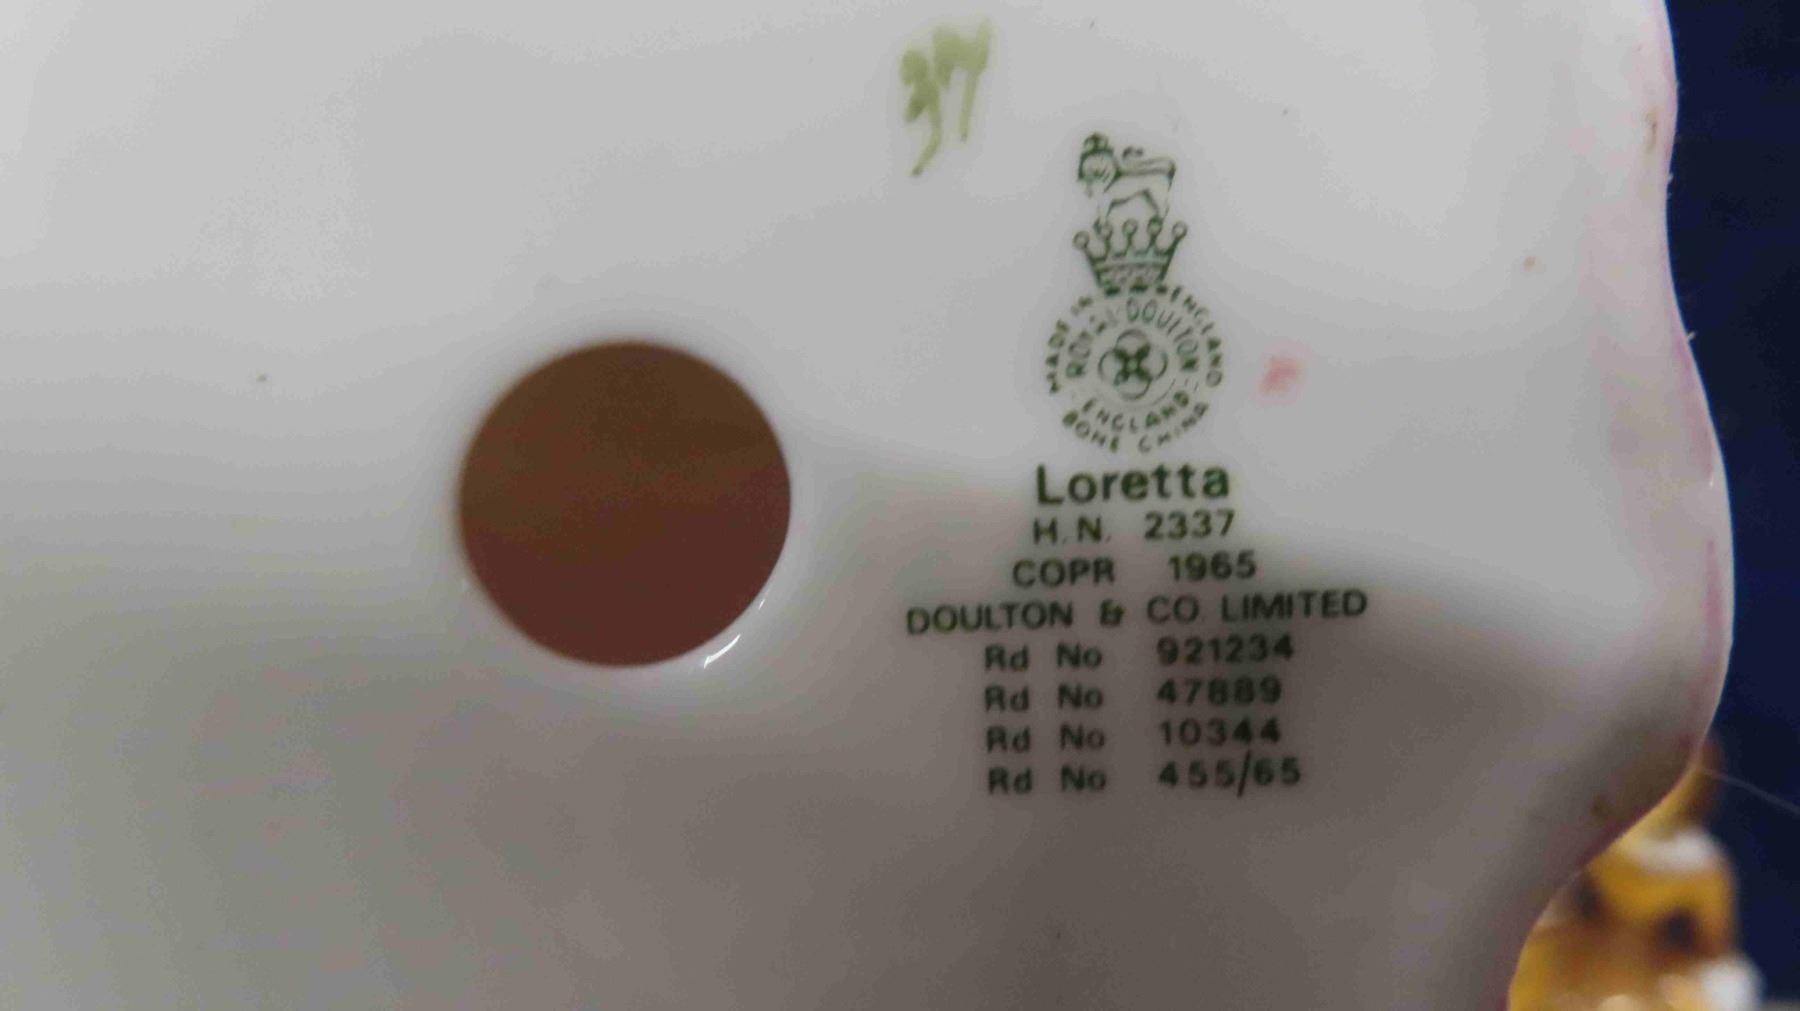 37
MADE IN ENGLAND
ROYAL DOULTON
ENGLAND
BONE CHINA
Loretta
H.N. 2337
COPR 1965
DOULTON & CO. LIMITED
Rd No 921234
Rd No 47889
Rd No 10344
Rd No 455/65